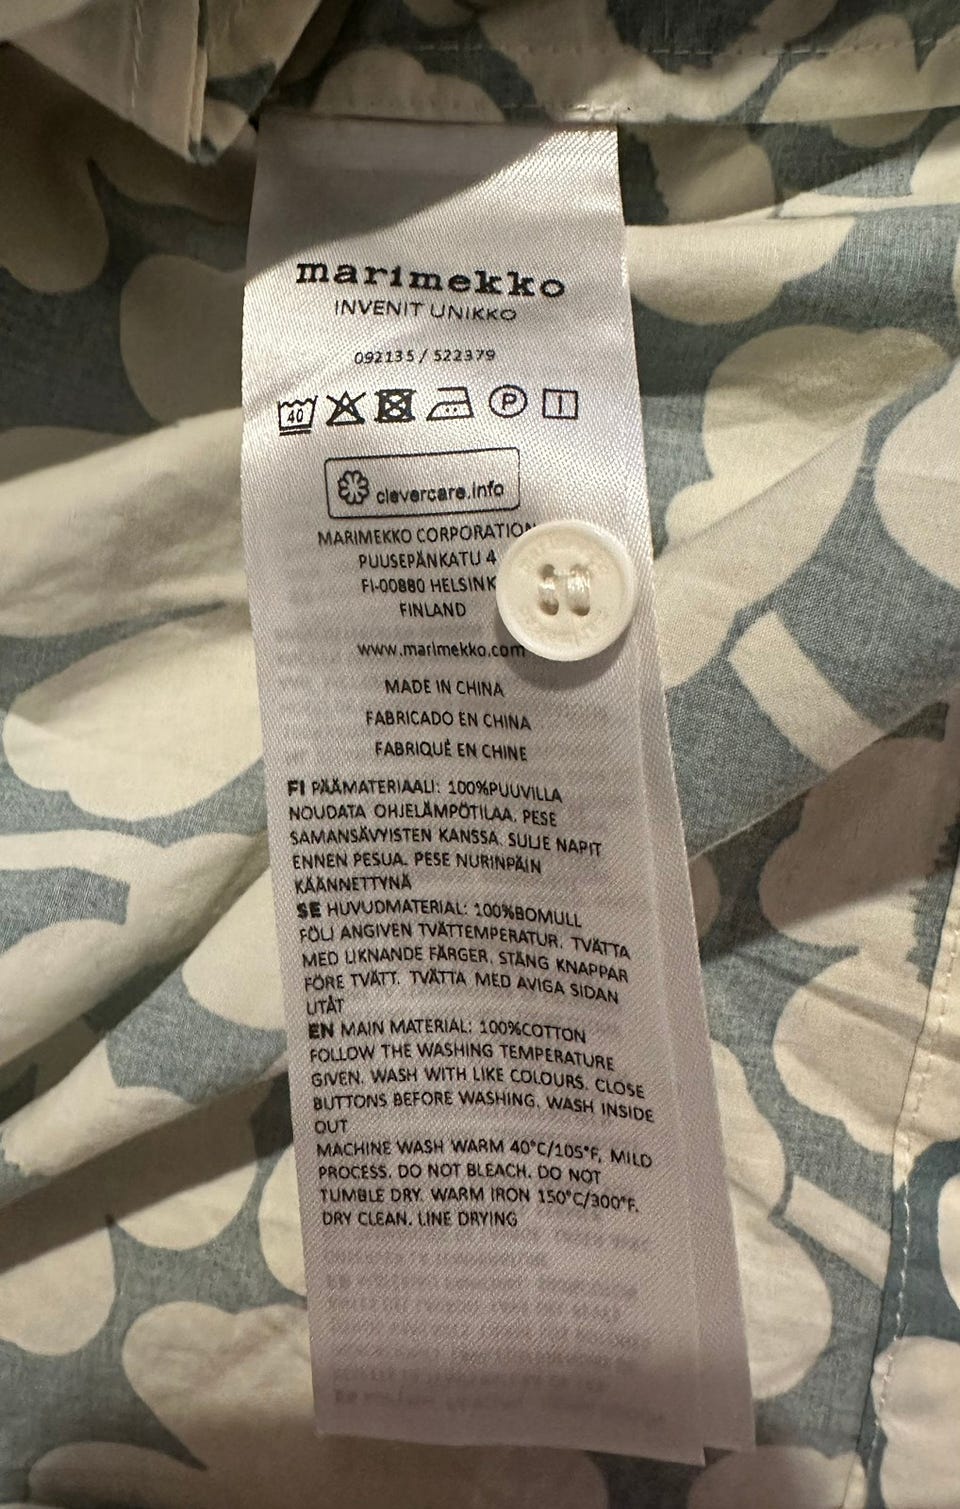 marimekko
INVENIT UNIKKO
092135 / 522379
40 P
clevercare.info
MARIMEKKO CORPORATION
PUUSEPÄNKATU 4
FI-00880 HELSINK
FINLAND
www.marimekko.com
MADE IN CHINA
FABRICADO EN CHINA
FABRIQUÉ EN CHINE
FI PÄÄMATERIAALI: 100%PUUVILLA
NOUDATA OHJELÄMPÖTILAA. PESE
SAMANSÄVYISTEN KANSSA. SULJE NAPIT
ENNEN PESUA. PESE NURINPÄIN
KÄÄNNETTYNÄ
SE HUVUDMATERIAL: 100%BOMULL
FÖLJ ANGIVEN TVÄTTEMPERATUR. TVÄTTA
MED LIKNANDE FÄRGER. STÄNG KNAPPAR
FÖRE TVÄTT. TVÄTTA MED AVIGA SIDAN
UTÅT
EN MAIN MATERIAL: 100%COTTON
FOLLOW THE WASHING TEMPERATURE
GIVEN. WASH WITH LIKE COLOURS. CLOSE
BUTTONS BEFORE WASHING. WASH INSIDE
OUT
MACHINE WASH WARM 40°C/105°F, MILD
PROCESS. DO NOT BLEACH. DO NOT
TUMBLE DRY. WARM IRON 150°C/300°F.
DRY CLEAN. LINE DRYING